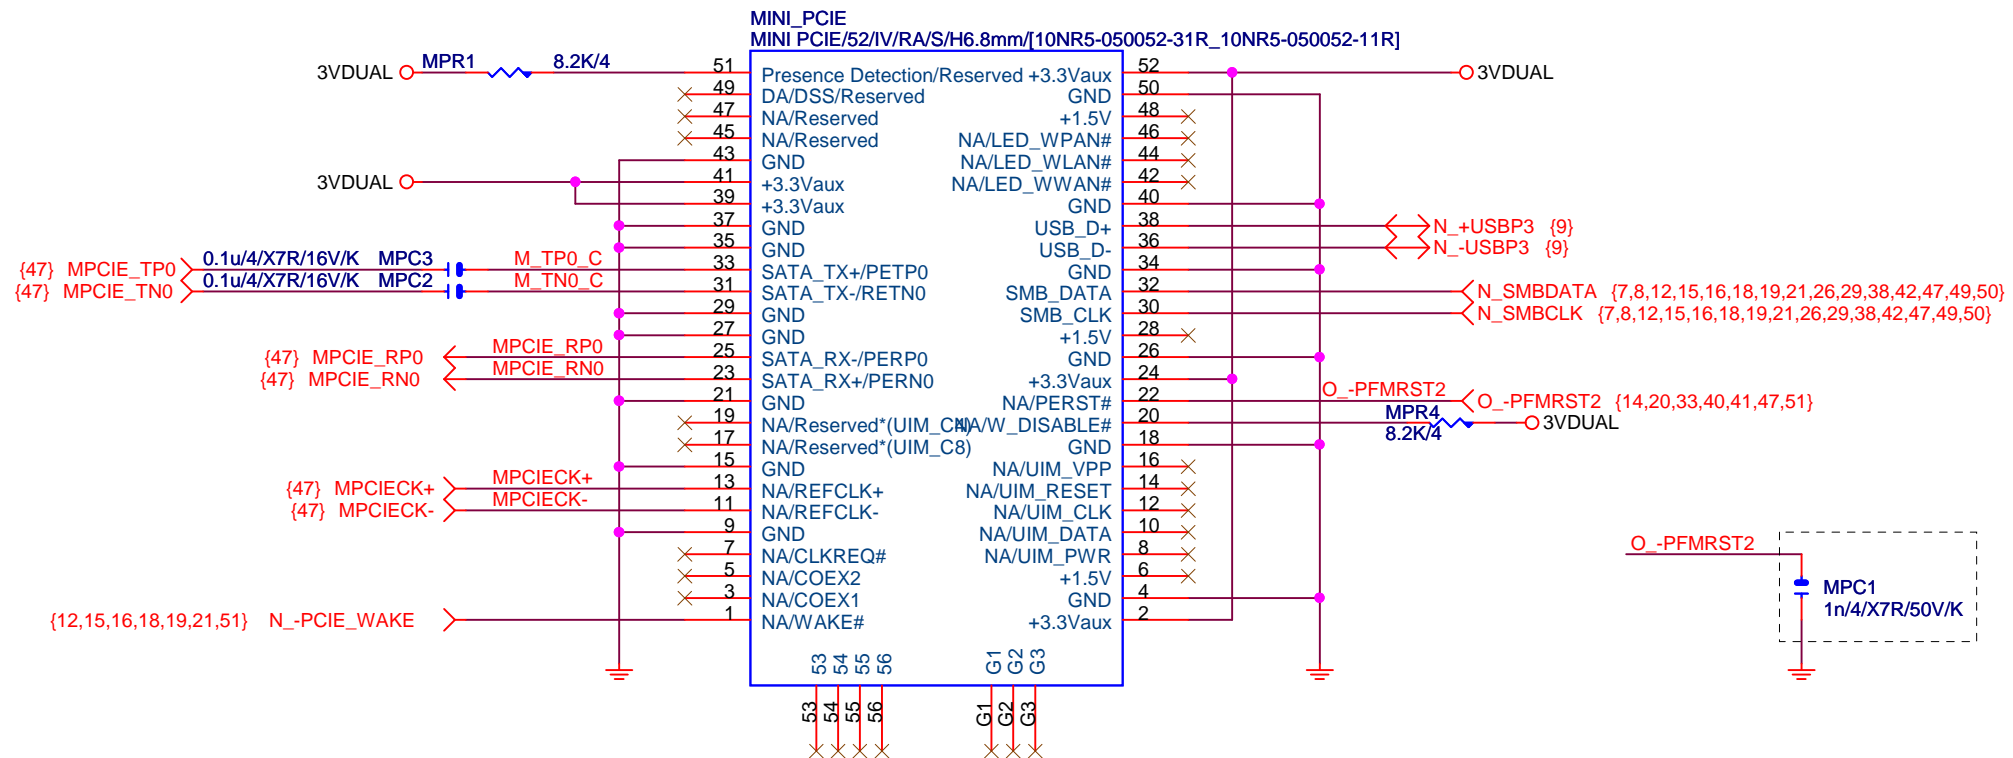 MINI_PCIE
MINI PCIE/52/IV/RA/S/H6.8mm/[10NR5-050052-31R_10NR5-050052-11R]
3VDUAL MPR1 8.2K/4 51 Presence Detection/Reserved +3.3Vaux 52 3VDUAL
49 DA/DSS/Reserved GND 50
47 NA/Reserved +1.5V 48
45 NA/Reserved NA/LED_WPAN# 46
43 GND NA/LED_WLAN# 44
3VDUAL 41 +3.3Vaux NA/LED_WWAN# 42
39 +3.3Vaux GND 40
37 GND USB_D+ 38 N_+USBP3 {9}
35 GND USB_D- 36 N_-USBP3 {9}
{47} MPCIE_TP0 0.1u/4/X7R/16V/K MPC3 M_TP0_C 33 SATA_TX+/PETP0 GND 34
{47} MPCIE_TN0 0.1u/4/X7R/16V/K MPC2 M_TN0_C 31 SATA_TX-/RETN0 SMB_DATA 32 N_SMBDATA {7,8,12,15,16,18,19,21,26,29,38,42,47,49,50}
29 GND SMB_CLK 30 N_SMBCLK {7,8,12,15,16,18,19,21,26,29,38,42,47,49,50}
27 GND +1.5V 28
{47} MPCIE_RP0 MPCIE_RP0 25 SATA_RX-/PERP0 GND 26
{47} MPCIE_RN0 MPCIE_RN0 23 SATA_RX+/PERN0 +3.3Vaux 24
21 GND NA/PERST# 22 O_-PFMRST2 O_-PFMRST2 {14,20,33,40,41,47,51}
19 NA/Reserved*(UIM_C4) NA/W_DISABLE# 20 MPR4 8.2K/4 3VDUAL
17 NA/Reserved*(UIM_C8) GND 18
15 GND NA/UIM_VPP 16
{47} MPCIECK+ MPCIECK+ 13 NA/REFCLK+ NA/UIM_RESET 14
{47} MPCIECK- MPCIECK- 11 NA/REFCLK- NA/UIM_CLK 12
9 GND NA/UIM_DATA 10
7 NA/CLKREQ# NA/UIM_PWR 8
5 NA/COEX2 +1.5V 6
3 NA/COEX1 GND 4
{12,15,16,18,19,21,51} N_-PCIE_WAKE 1 NA/WAKE# +3.3Vaux 2
53 54 55 56 G1 G2 G3
53 54 55 56 G1 G2 G3
O_-PFMRST2
MPC1
1n/4/X7R/50V/K